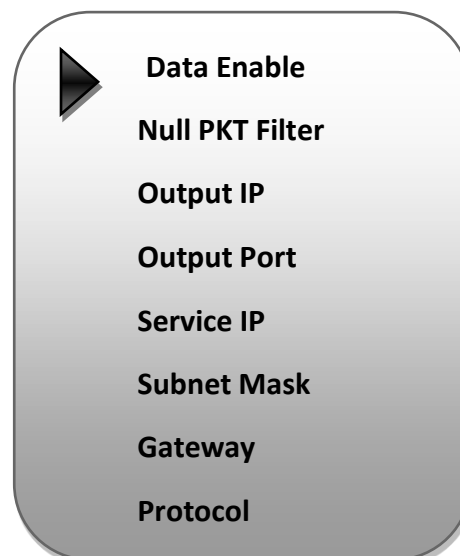 Data Enable
Null PKT Filter
Output IP
Output Port
Service IP
Subnet Mask
Gateway
Protocol